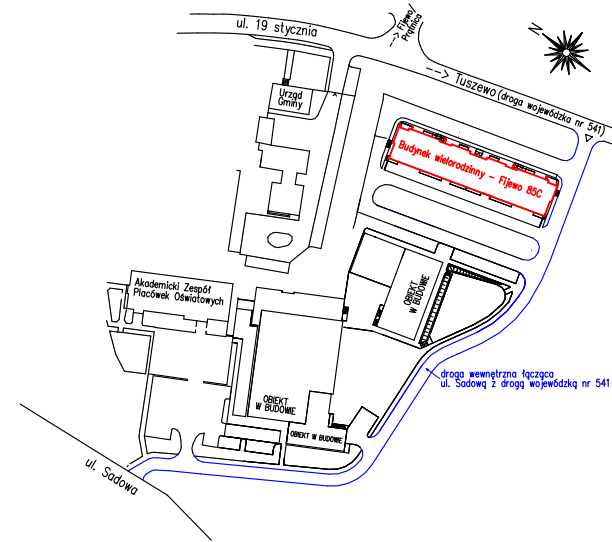 ul. 19 stycznia
Fijewo/
Prątnica
N
Tuszewo (droga wojewódzka nr 541)
Urząd
Gminy
Budynek wielorodzinny - Fijewo 85C
Akademicki Zespół
Placówek Oświatowych
OBIEKT
W BUDOWIE
droga wewnętrzna łącząca
ul. Sadową z drogą wojewódzką nr 541
OBIEKT
W BUDOWIE
OBIEKT W BUDOWIE
ul. Sadowa